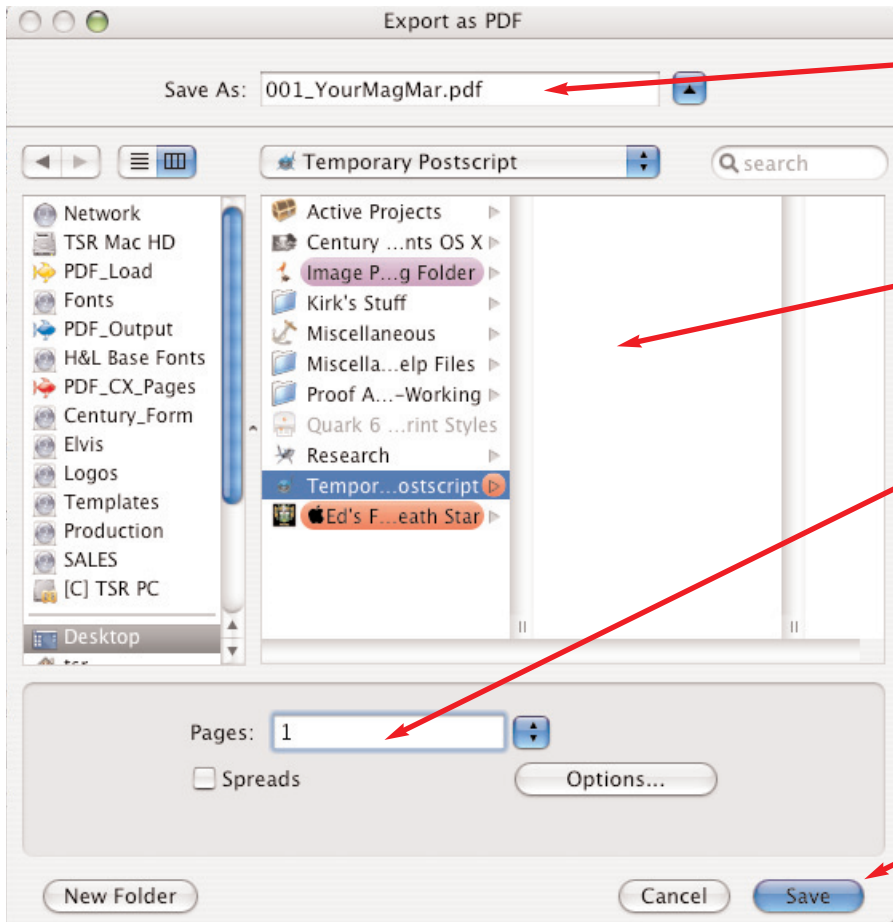 Export as PDF
Save As: 001_YourMagMar.pdf
Temporary Postscript
search
Network
TSR Mac HD
PDF_Load
Fonts
PDF_Output
H&L Base Fonts
PDF_CX_Pages
Century_Form
Elvis
Logos
Templates
Production
SALES
[C] TSR PC
Desktop
Active Projects
Century ...nts OS X
Image P...g Folder
Kirk's Stuff
Miscellaneous
Miscella...elp Files
Proof A...-Working
Quark 6 ...rint Styles
Research
Tempor...ostscript
Ed's F...eath Star
Pages: 1
Spreads
Options...
New Folder
Cancel
Save